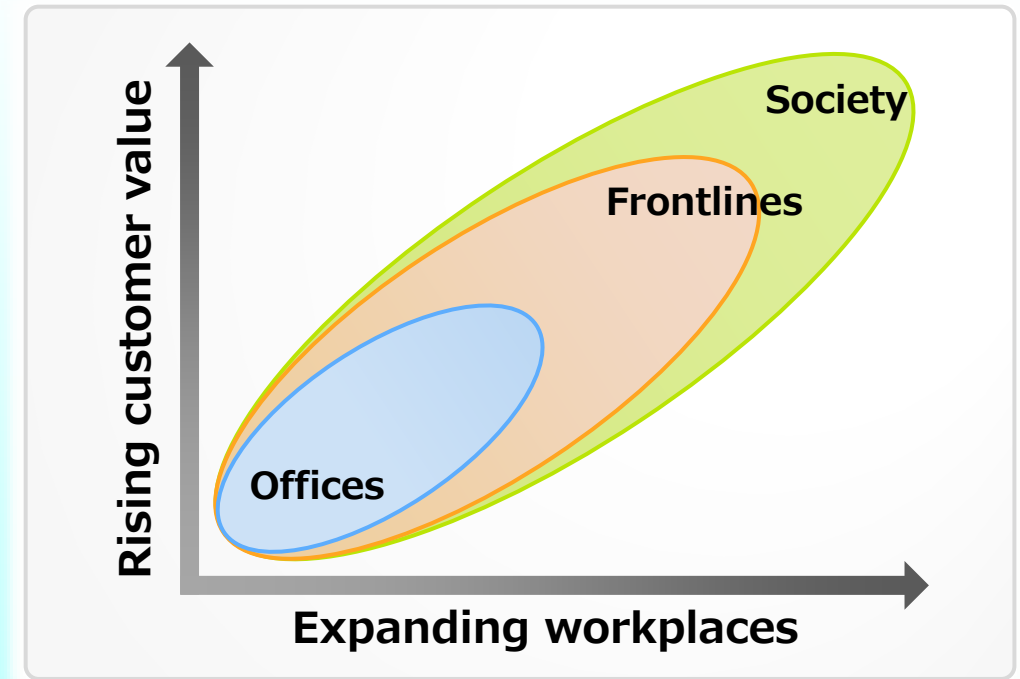 Rising customer value
Society
Frontlines
Offices
Expanding workplaces